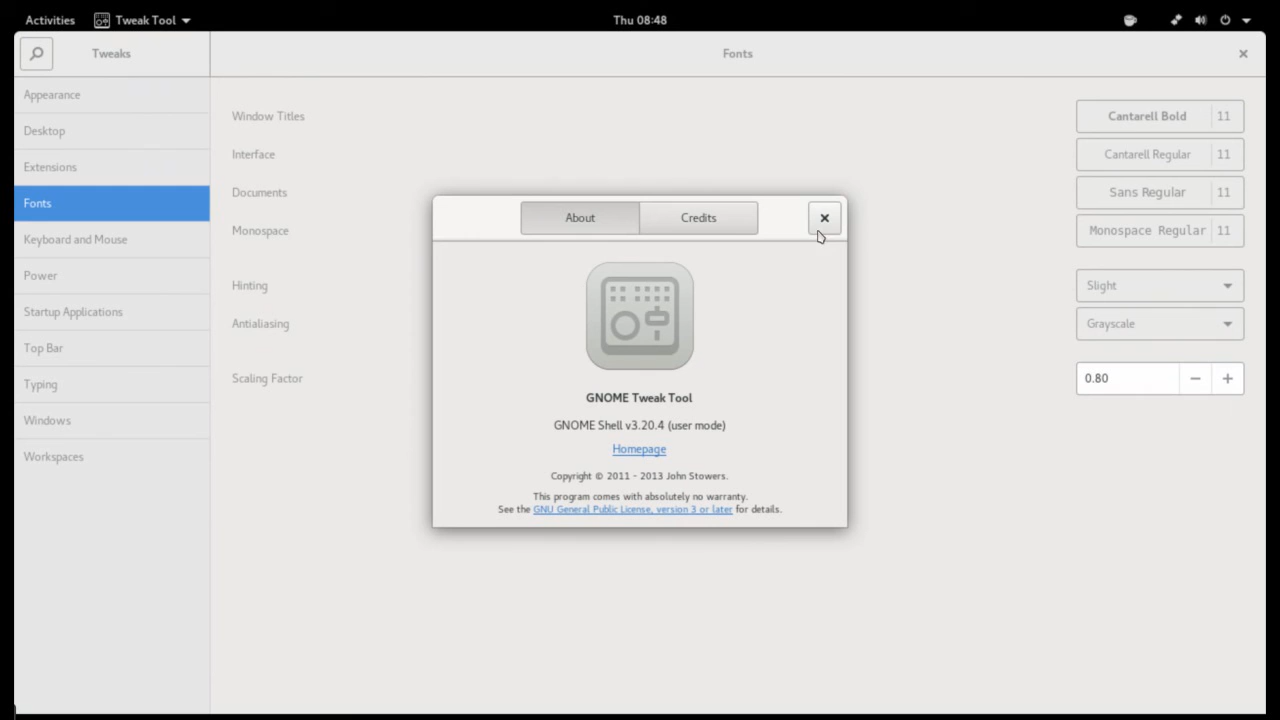 Activities Tweak Tool Thu 08:48
Tweaks Fonts
Appearance
Desktop
Extensions
Fonts
Keyboard and Mouse
Power
Startup Applications
Top Bar
Typing
Windows
Workspaces
Window Titles Cantarell Bold 11
Interface Cantarell Regular 11
Documents Sans Regular 11
Monospace Monospace Regular 11
Hinting Slight
Antialiasing Grayscale
Scaling Factor 0.80
About Credits
GNOME Tweak Tool
GNOME Shell v3.20.4 (user mode)
Homepage
Copyright © 2011 - 2013 John Stowers.
This program comes with absolutely no warranty.
See the GNU General Public License, version 3 or later for details.